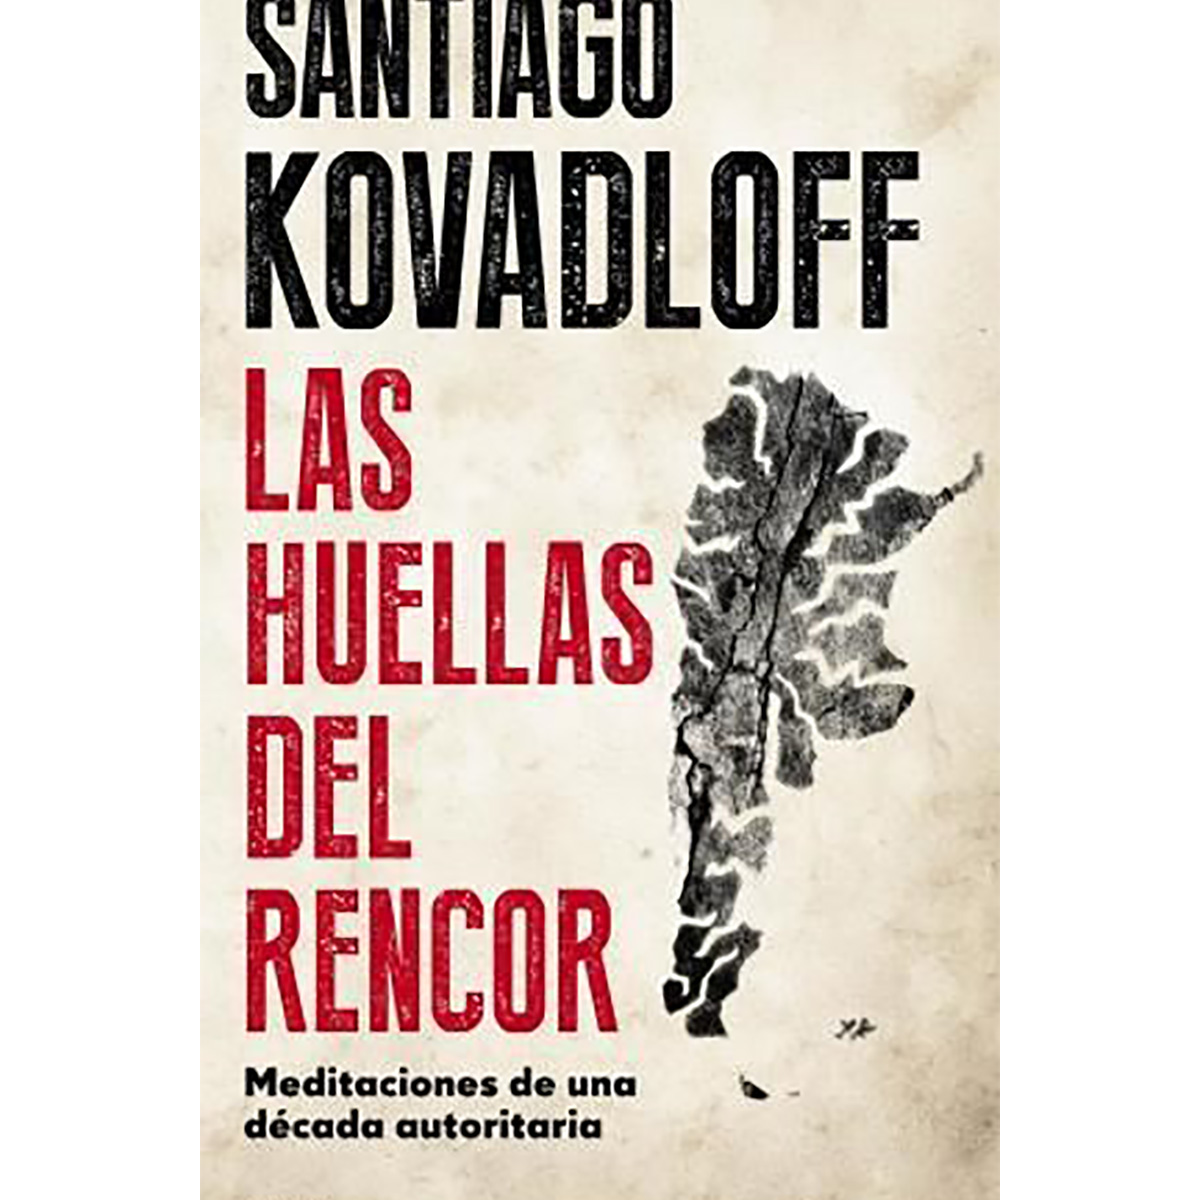 SANTIAGO
KOVADLOFF
LAS
HUELLAS
DEL
RENCOR
Meditaciones de una
década autoritaria